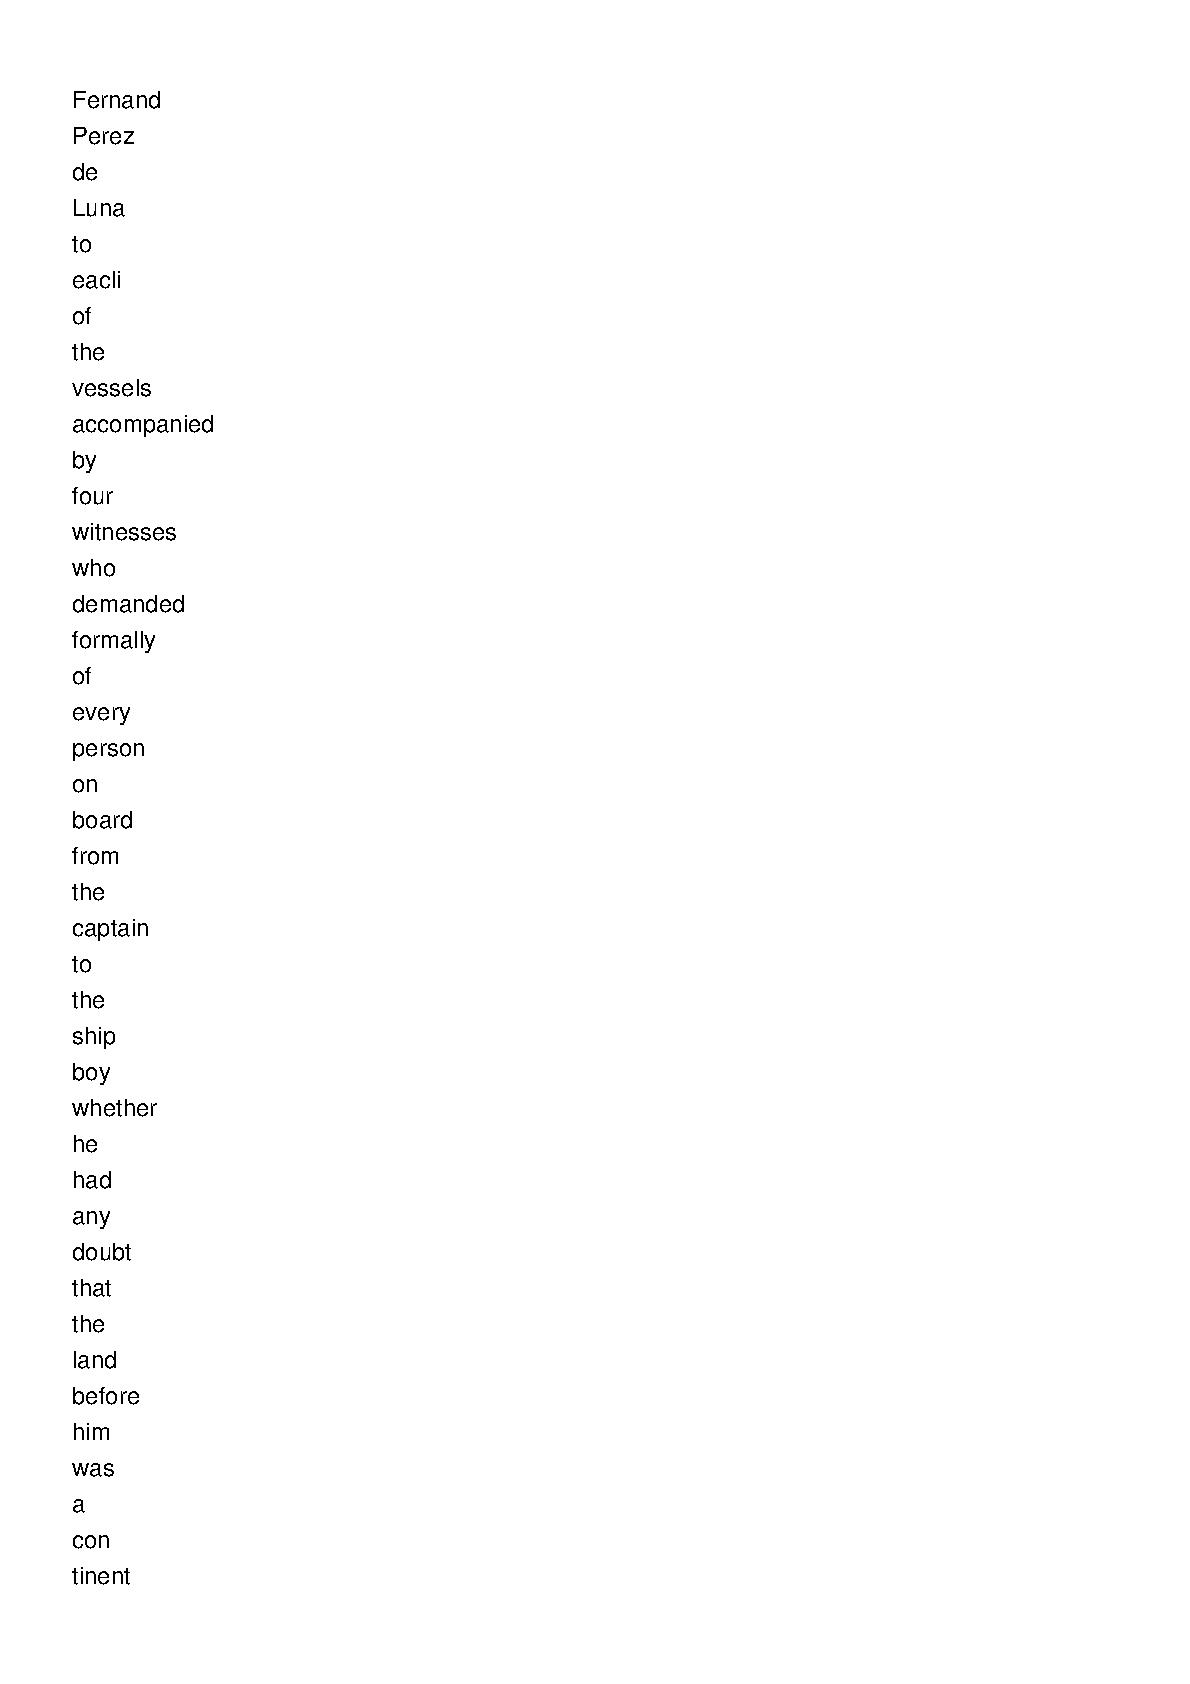 Fernand
Perez
de
Luna
to
eacli
of
the
vessels
accompanied
by
four
witnesses
who
demanded
formally
of
every
person
on
board
from
the
captain
to
the
ship
boy
whether
he
had
any
doubt
that
the
land
before
him
was
a
con
tinent